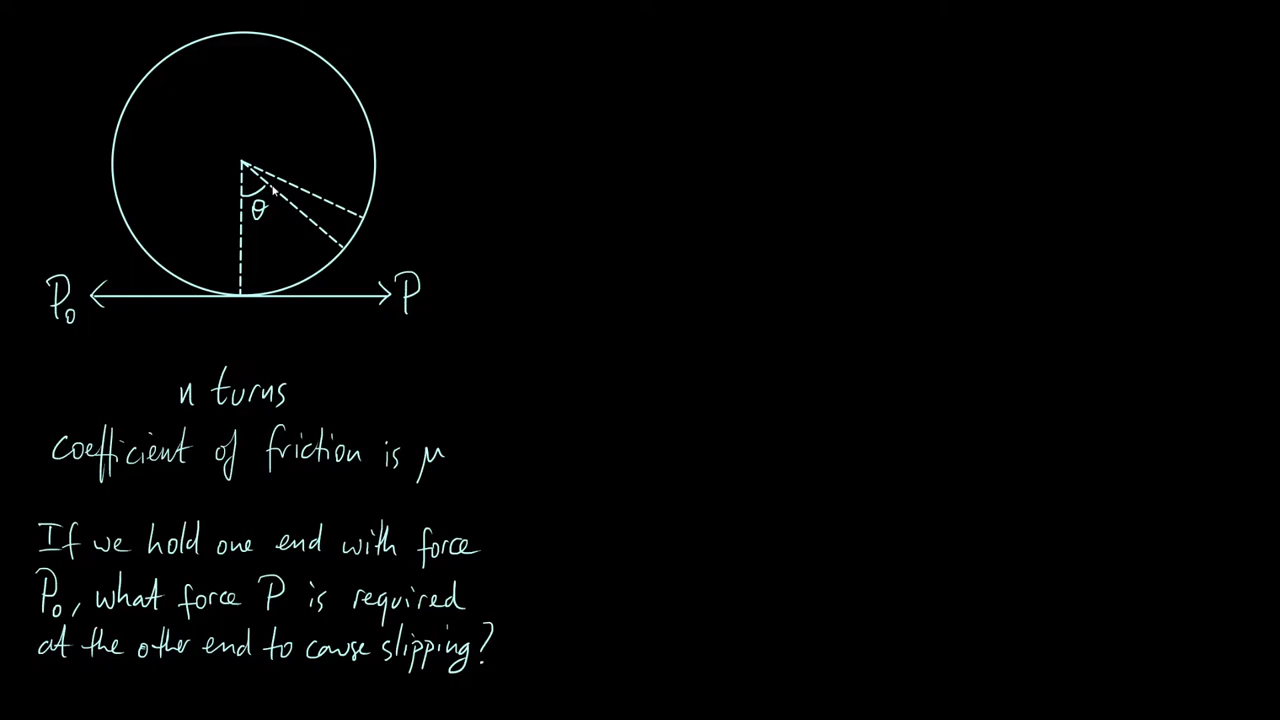 θ
P₀ P
n turns
coefficient of friction is μ
If we hold one end with force
P₀, what force P is required
at the other end to cause slipping?